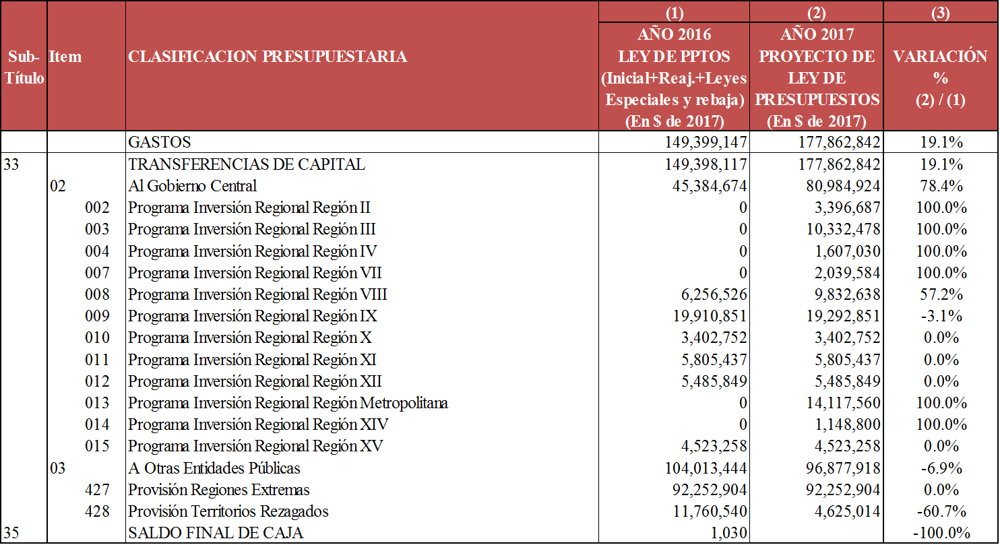 (1) (2) (3)
Sub-Título Item CLASIFICACION PRESUPUESTARIA AÑO 2016 LEY DE PPTOS (Inicial+Reaj.+Leyes Especiales y rebaja) (En $ de 2017) AÑO 2017 PROYECTO DE LEY DE PRESUPUESTOS (En $ de 2017) VARIACIÓN % (2) / (1)
GASTOS 149,399,147 177,862,842 19.1%
33 TRANSFERENCIAS DE CAPITAL 149,398,117 177,862,842 19.1%
02 Al Gobierno Central 45,384,674 80,984,924 78.4%
002 Programa Inversión Regional Región II 0 3,396,687 100.0%
003 Programa Inversión Regional Región III 0 10,332,478 100.0%
004 Programa Inversión Regional Región IV 0 1,607,030 100.0%
007 Programa Inversión Regional Región VII 0 2,039,584 100.0%
008 Programa Inversión Regional Región VIII 6,256,526 9,832,638 57.2%
009 Programa Inversión Regional Región IX 19,910,851 19,292,851 -3.1%
010 Programa Inversión Regional Región X 3,402,752 3,402,752 0.0%
011 Programa Inversión Regional Región XI 5,805,437 5,805,437 0.0%
012 Programa Inversión Regional Región XII 5,485,849 5,485,849 0.0%
013 Programa Inversión Regional Región Metropolitana 0 14,117,560 100.0%
014 Programa Inversión Regional Región XIV 0 1,148,800 100.0%
015 Programa Inversión Regional Región XV 4,523,258 4,523,258 0.0%
03 A Otras Entidades Públicas 104,013,444 96,877,918 -6.9%
427 Provisión Regiones Extremas 92,252,904 92,252,904 0.0%
428 Provisión Territorios Rezagados 11,760,540 4,625,014 -60.7%
35 SALDO FINAL DE CAJA 1,030 -100.0%